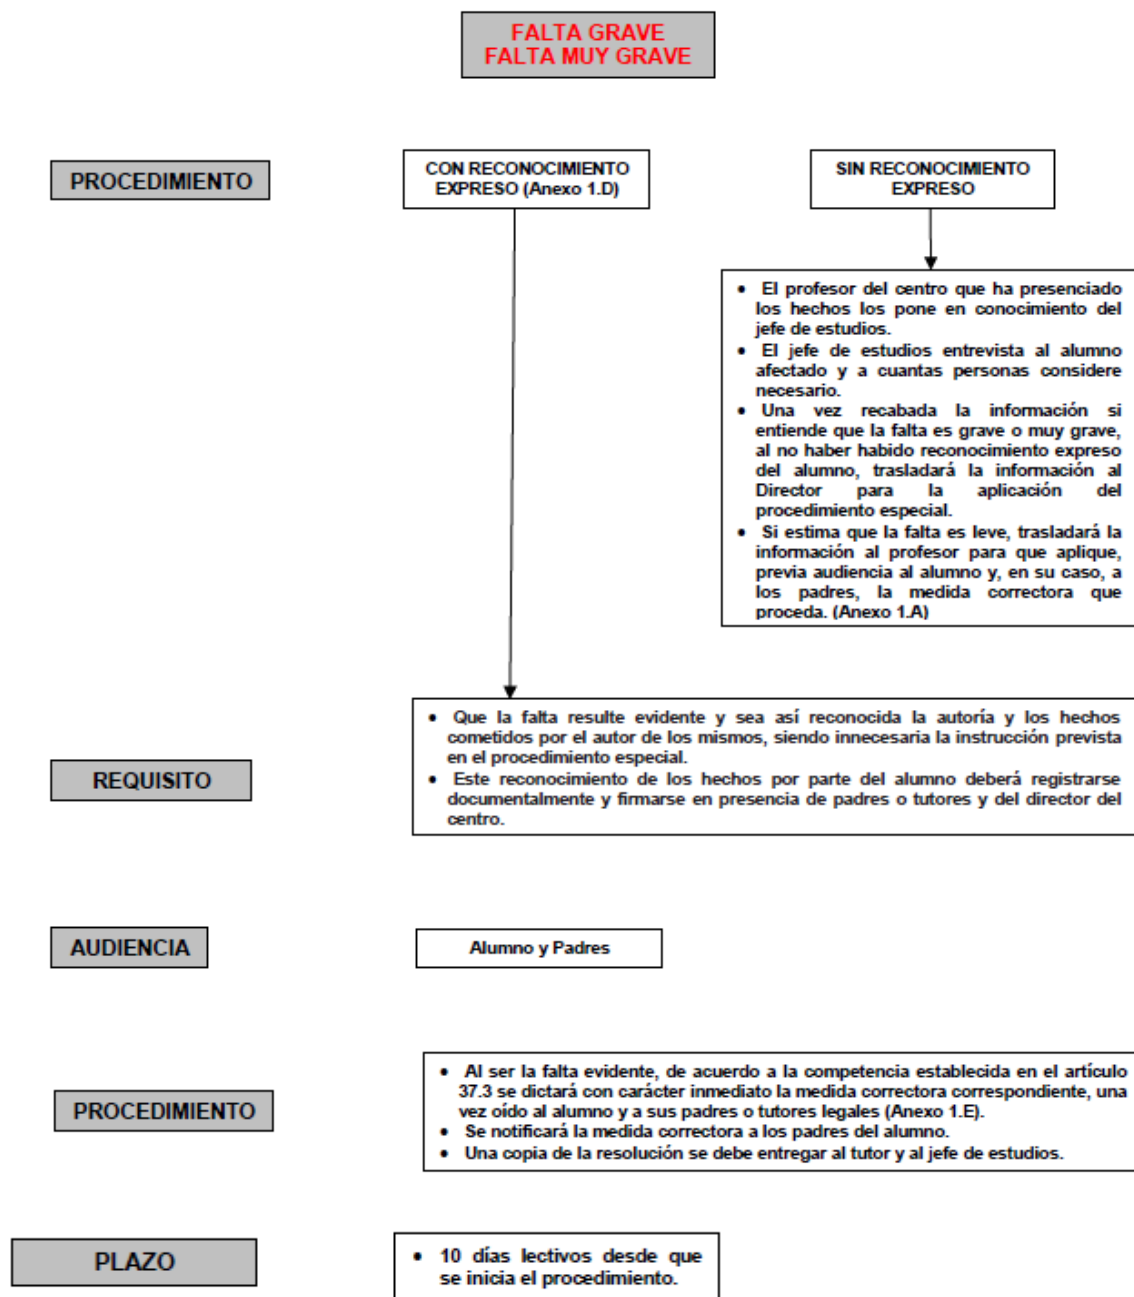 FALTA GRAVE
FALTA MUY GRAVE
PROCEDIMIENTO
CON RECONOCIMIENTO
EXPRESO (Anexo 1.D)
SIN RECONOCIMIENTO
EXPRESO
• El profesor del centro que ha presenciado
los hechos los pone en conocimiento del
jefe de estudios.
• El jefe de estudios entrevista al alumno
afectado y a cuantas personas considere
necesario.
• Una vez recabada la información si
entiende que la falta es grave o muy grave,
al no haber habido reconocimiento expreso
del alumno, trasladará la información al
Director para la aplicación del
procedimiento especial.
• Si estima que la falta es leve, trasladará la
información al profesor para que aplique,
previa audiencia al alumno y, en su caso, a
los padres, la medida correctora que
proceda. (Anexo 1.A)
REQUISITO
• Que la falta resulte evidente y sea así reconocida la autoría y los hechos
cometidos por el autor de los mismos, siendo innecesaria la instrucción prevista
en el procedimiento especial.
• Este reconocimiento de los hechos por parte del alumno deberá registrarse
documentalmente y firmarse en presencia de padres o tutores y del director del
centro.
AUDIENCIA
Alumno y Padres
PROCEDIMIENTO
• Al ser la falta evidente, de acuerdo a la competencia establecida en el artículo
37.3 se dictará con carácter inmediato la medida correctora correspondiente, una
vez oído al alumno y a sus padres o tutores legales (Anexo 1.E).
• Se notificará la medida correctora a los padres del alumno.
• Una copia de la resolución se debe entregar al tutor y al jefe de estudios.
PLAZO
• 10 días lectivos desde que
se inicia el procedimiento.